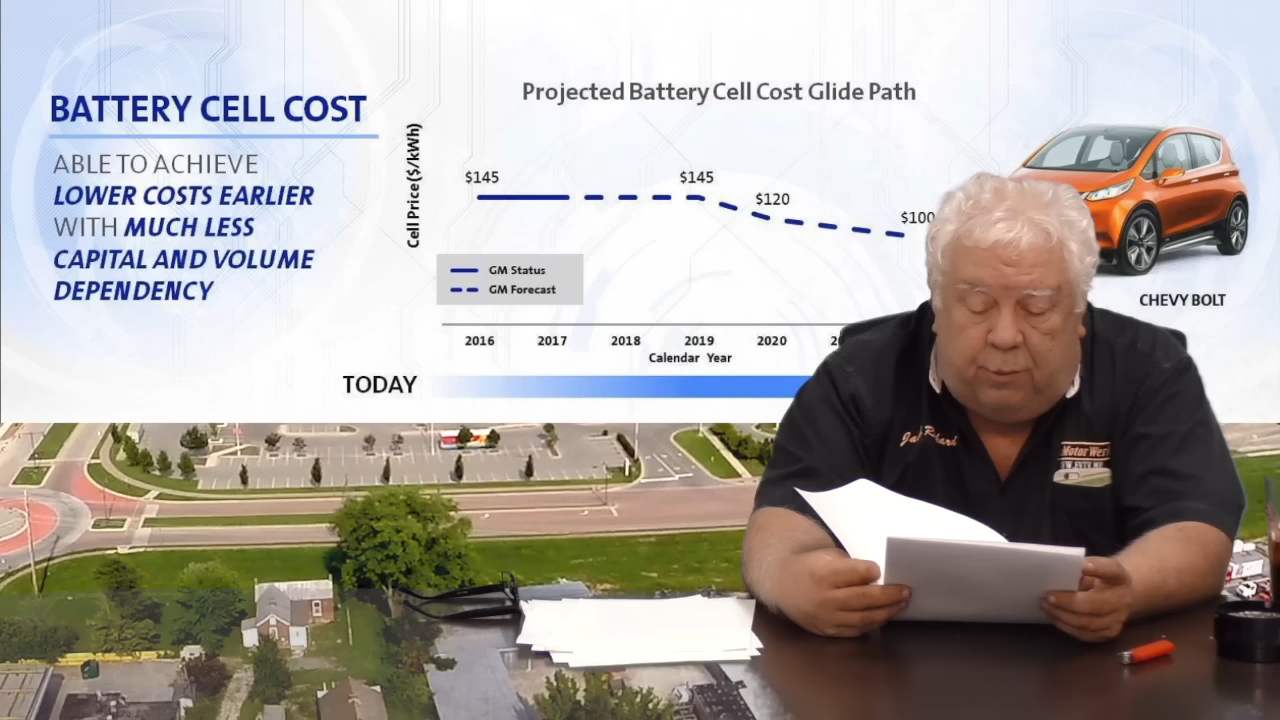 BATTERY CELL COST
ABLE TO ACHIEVE
LOWER COSTS EARLIER
WITH MUCH LESS
CAPITAL AND VOLUME
DEPENDENCY
Projected Battery Cell Cost Glide Path
Cell Price($/kWh)
$145
$145
$120
$100
GM Status
GM Forecast
2016 2017 2018 2019 2020
Calendar Year
TODAY
CHEVY BOLT